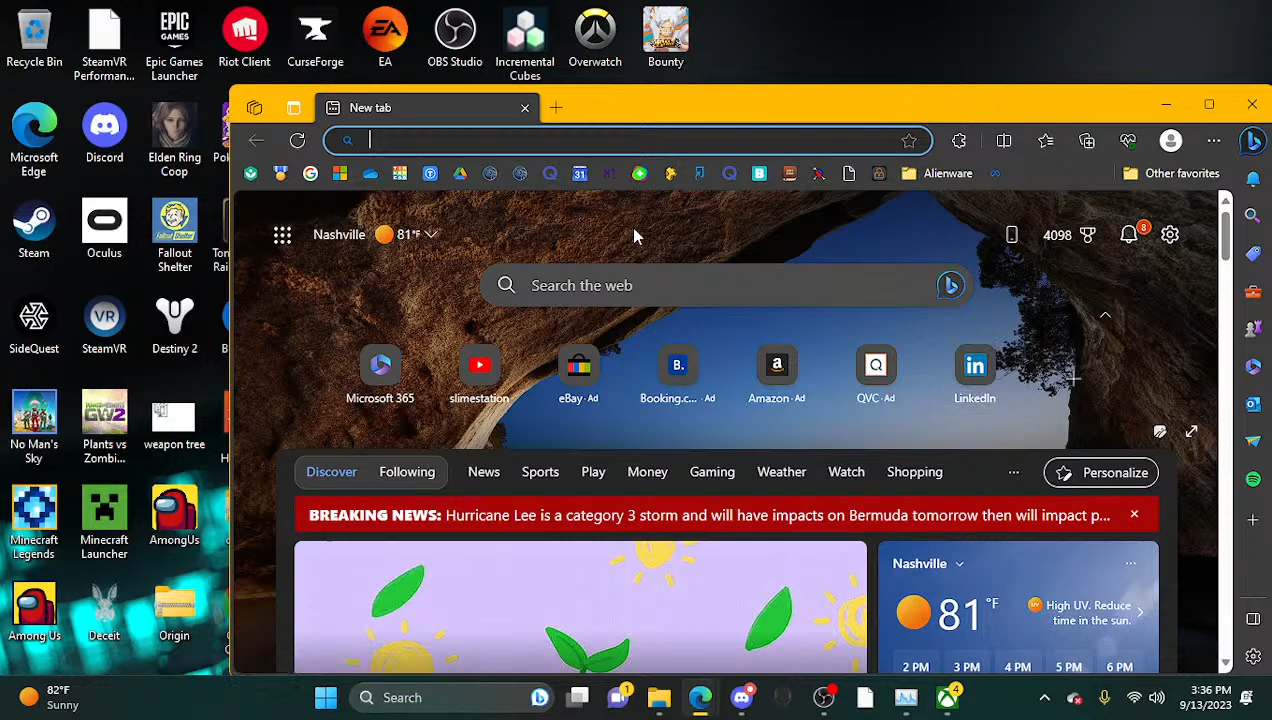 Recycle Bin
SteamVR Performan...
Epic Games Launcher
EPIC GAMES
Riot Client
CurseForge
EA
EA
OBS Studio
Incremental Cubes
Overwatch
Bounty
Microsoft Edge
Discord
Elden Ring Coop
Steam
Oculus
Fallout Shelter
SideQuest
VR
SteamVR
Destiny 2
No Man's Sky
Plants vs Zombi...
weapon tree
Minecraft Legends
Minecraft Launcher
AmongUs
Among Us
Deceit
Origin
New tab
31
Alienware
Other favorites
Nashville
81°F
4098
8
Search the web
Microsoft 365
slimestation
eBay · Ad
B.
Booking.c... · Ad
a
Amazon · Ad
Q
QVC · Ad
in
LinkedIn
Discover
Following
News
Sports
Play
Money
Gaming
Weather
Watch
Shopping
...
Personalize
BREAKING NEWS: Hurricane Lee is a category 3 storm and will have impacts on Bermuda tomorrow then will impact p...
Nashville
81 °F
UV
High UV. Reduce
time in the sun.
2 PM 3 PM 4 PM 5 PM 6 PM
82°F
Sunny
Search
1
4
3:36 PM
9/13/2023